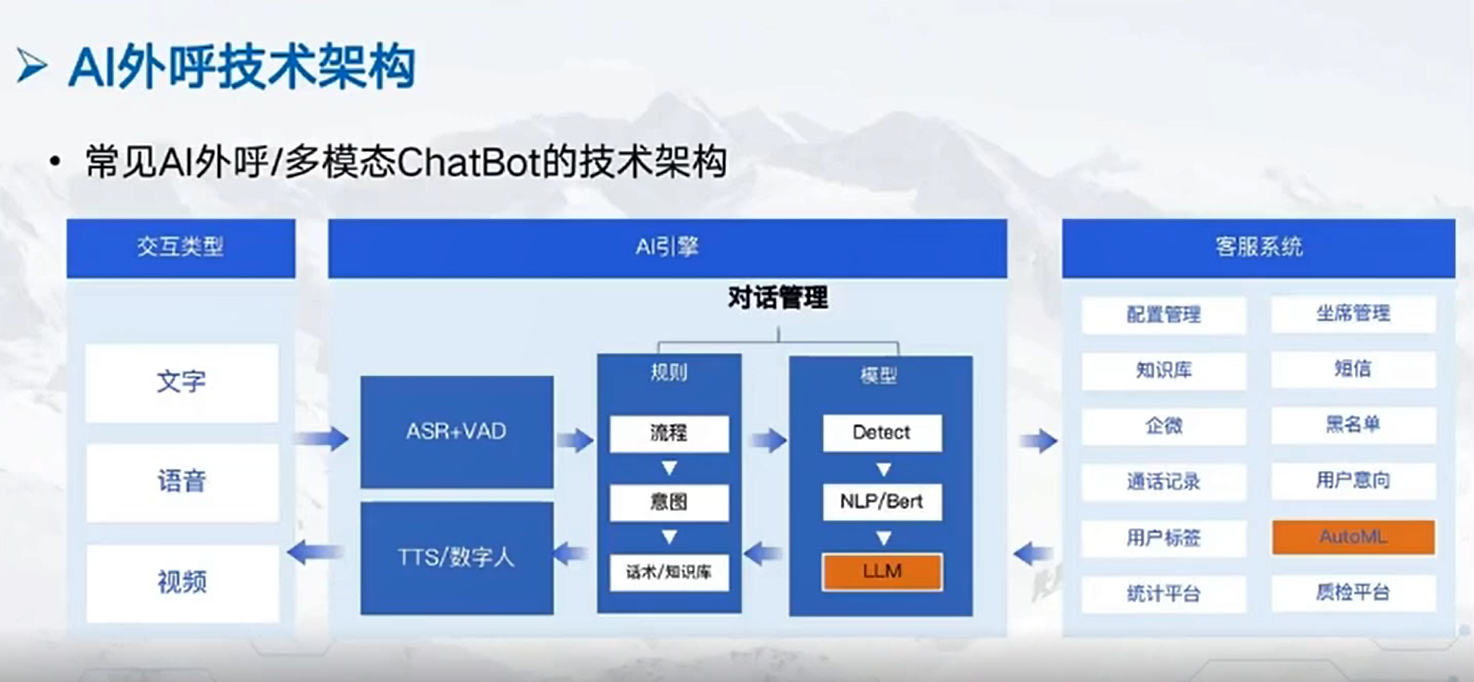 AI外呼技术架构
常见AI外呼/多模态ChatBot的技术架构
交互类型
文字
语音
视频
AI引擎
对话管理
ASR+VAD
TTS/数字人
规则
流程
意图
话术/知识库
模型
Detect
NLP/Bert
LLM
客服系统
配置管理
坐席管理
知识库
短信
企微
黑名单
通话记录
用户意向
用户标签
AutoML
统计平台
质检平台